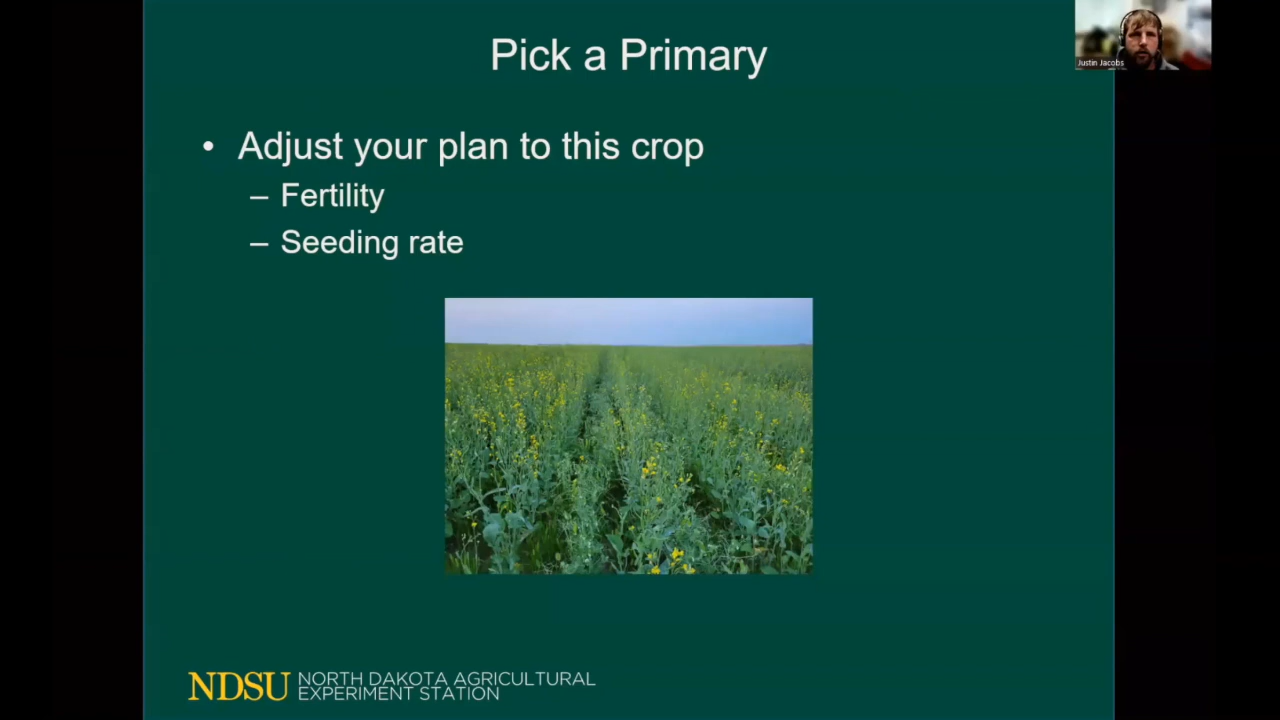 Pick a Primary
Justin Jacobs
• Adjust your plan to this crop
– Fertility
– Seeding rate
NDSU NORTH DAKOTA AGRICULTURAL
EXPERIMENT STATION